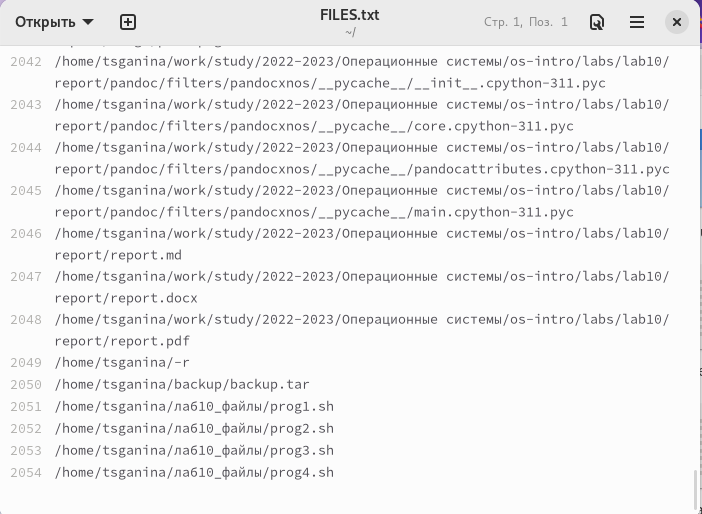 Открыть
FILES.txt
~/
Стр. 1, Поз. 1
2042 /home/tsganina/work/study/2022-2023/Операционные системы/os-intro/labs/lab10/
report/pandoc/filters/pandocxnos/__pycache__/__init__.cpython-311.pyc
2043 /home/tsganina/work/study/2022-2023/Операционные системы/os-intro/labs/lab10/
report/pandoc/filters/pandocxnos/__pycache__/core.cpython-311.pyc
2044 /home/tsganina/work/study/2022-2023/Операционные системы/os-intro/labs/lab10/
report/pandoc/filters/pandocxnos/__pycache__/pandocattributes.cpython-311.pyc
2045 /home/tsganina/work/study/2022-2023/Операционные системы/os-intro/labs/lab10/
report/pandoc/filters/pandocxnos/__pycache__/main.cpython-311.pyc
2046 /home/tsganina/work/study/2022-2023/Операционные системы/os-intro/labs/lab10/
report/report.md
2047 /home/tsganina/work/study/2022-2023/Операционные системы/os-intro/labs/lab10/
report/report.docx
2048 /home/tsganina/work/study/2022-2023/Операционные системы/os-intro/labs/lab10/
report/report.pdf
2049 /home/tsganina/-r
2050 /home/tsganina/backup/backup.tar
2051 /home/tsganina/лаб10_файлы/prog1.sh
2052 /home/tsganina/лаб10_файлы/prog2.sh
2053 /home/tsganina/лаб10_файлы/prog3.sh
2054 /home/tsganina/лаб10_файлы/prog4.sh